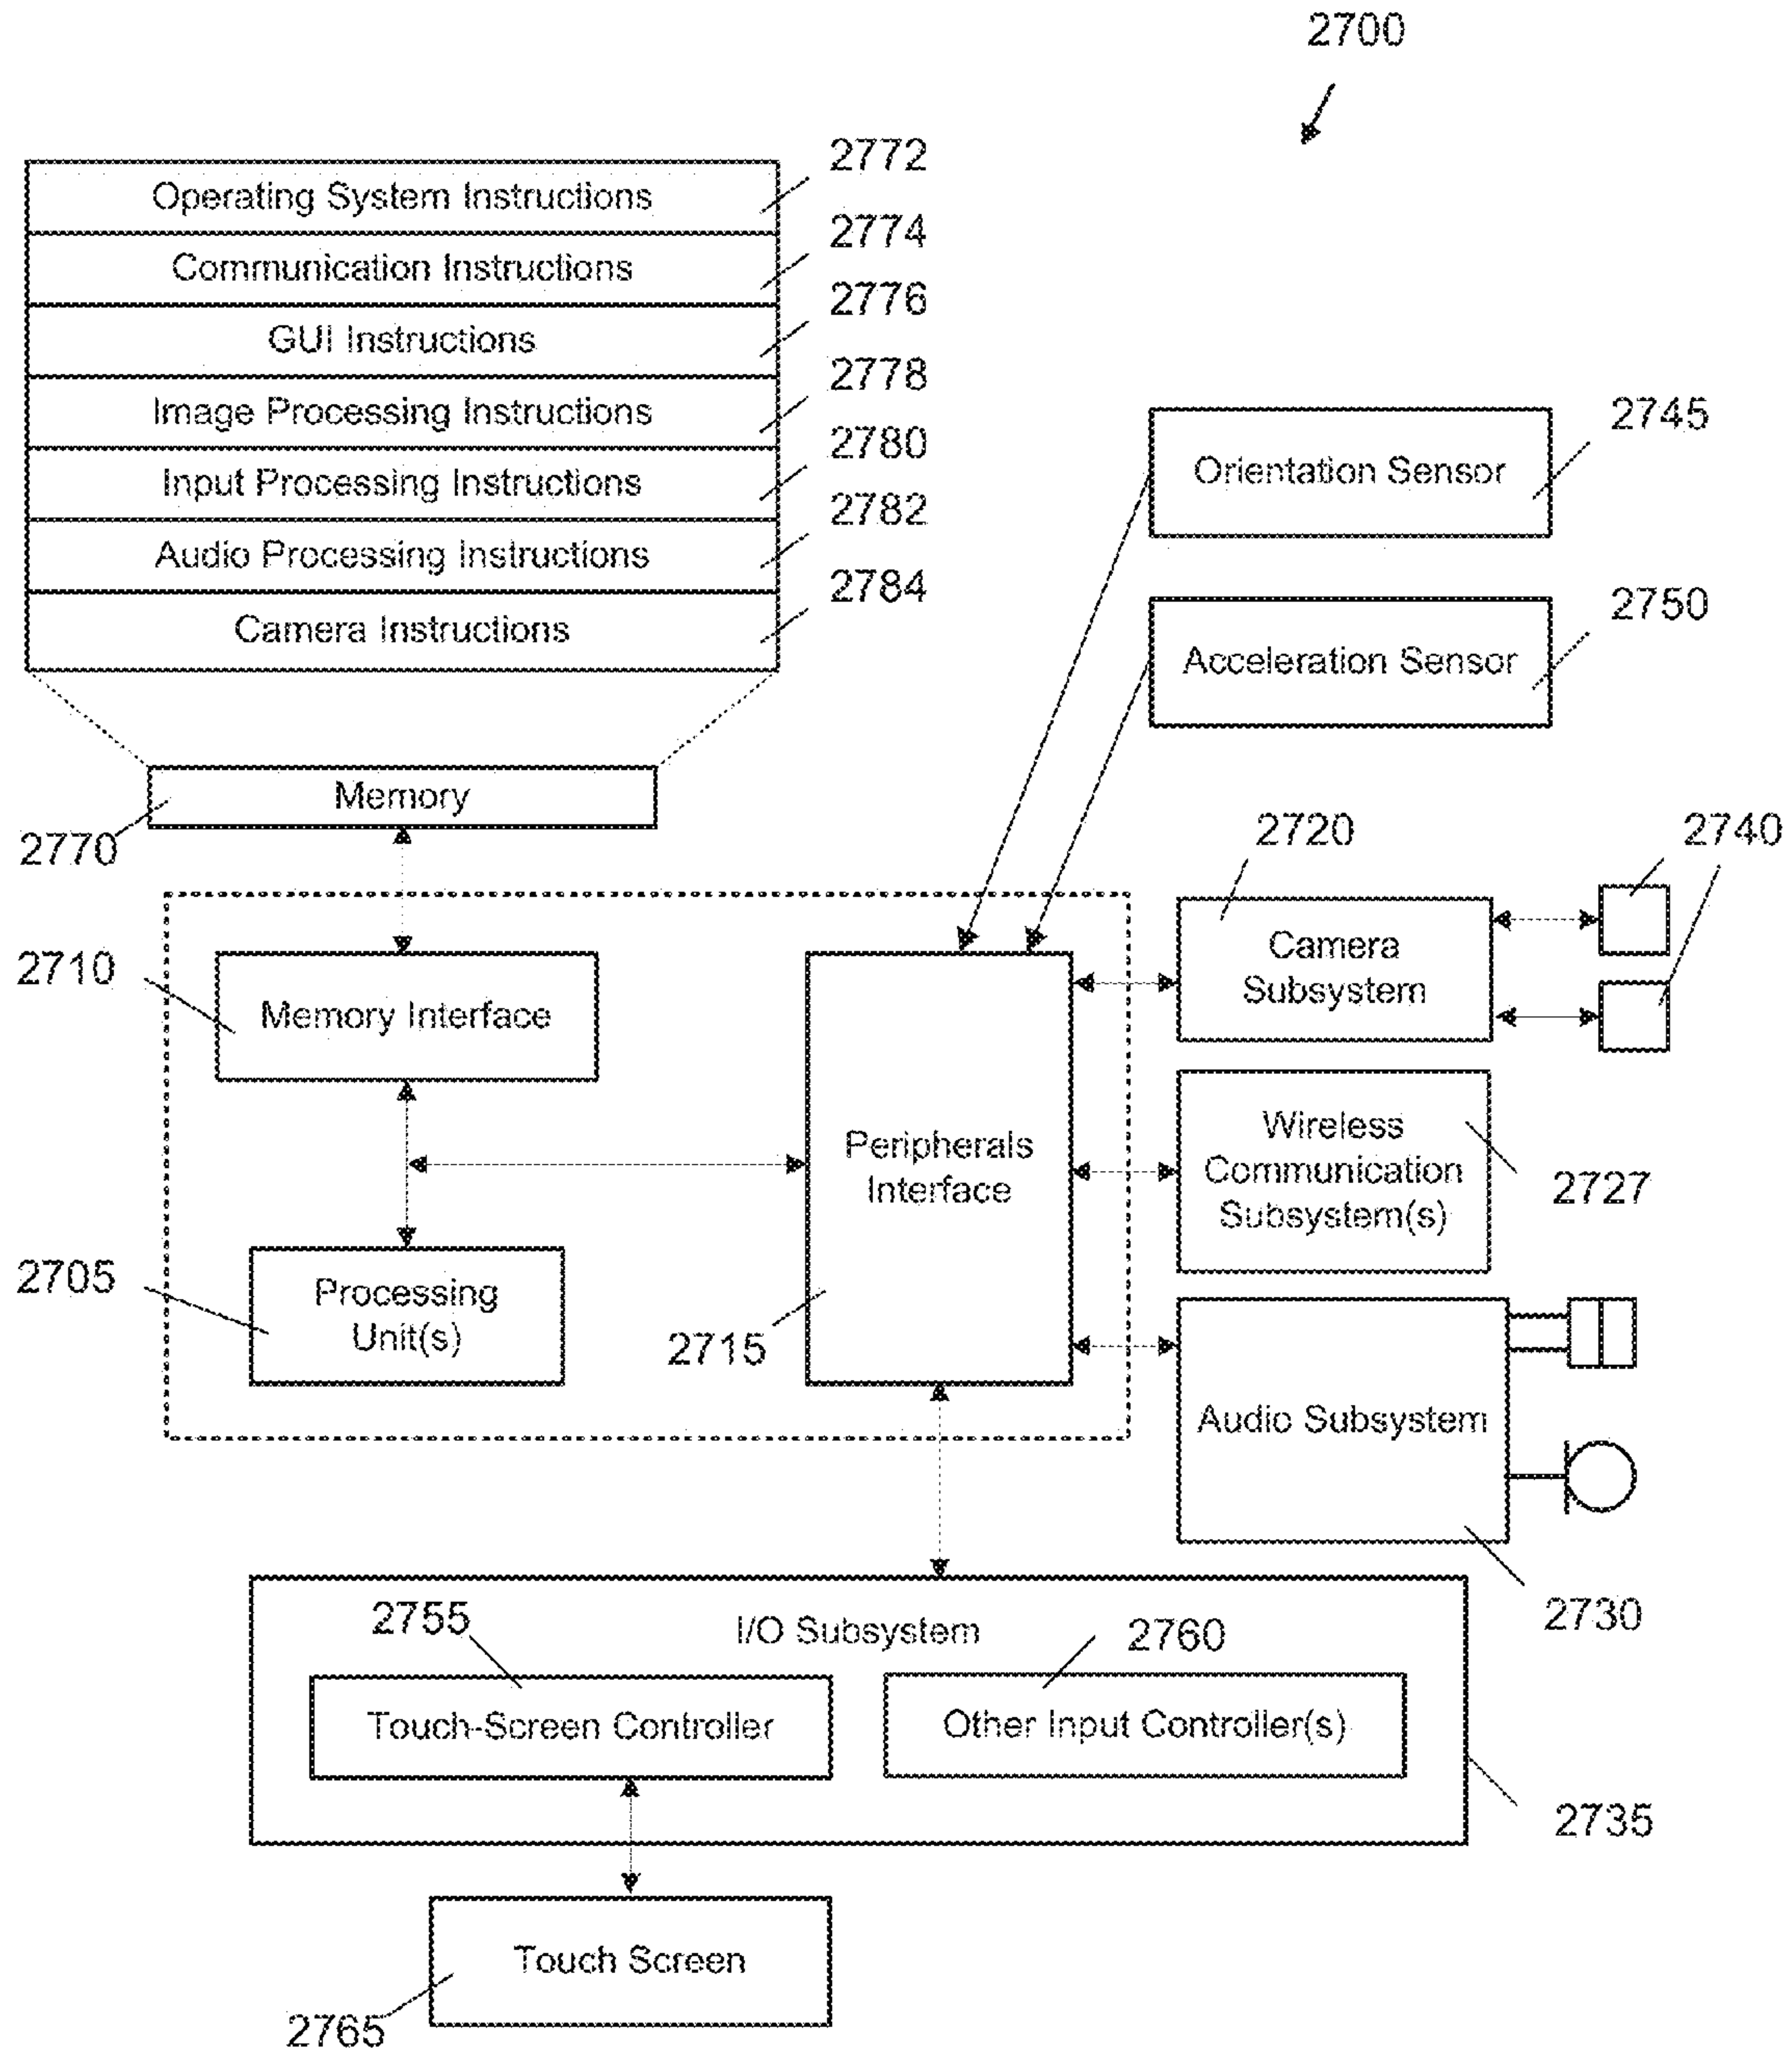 2700
2772
Operating System Instructions
2774
Communication Instructions
2776
GUI Instructions
2778
Image Processing Instructions
2780
Input Processing Instructions
2782
Audio Processing Instructions
2784
Camera Instructions
2745
Orientation Sensor
2750
Acceleration Sensor
Memory
2770
2720
2740
Camera
Subsystem
2710
Memory Interface
Peripherals
Interface
Wireless
Communication
Subsystem(s)
2727
2705
Processing
Unit(s)
2715
Audio Subsystem
2730
2755
I/O Subsystem
2760
Touch-Screen Controller
Other Input Controller(s)
2735
Touch Screen
2765